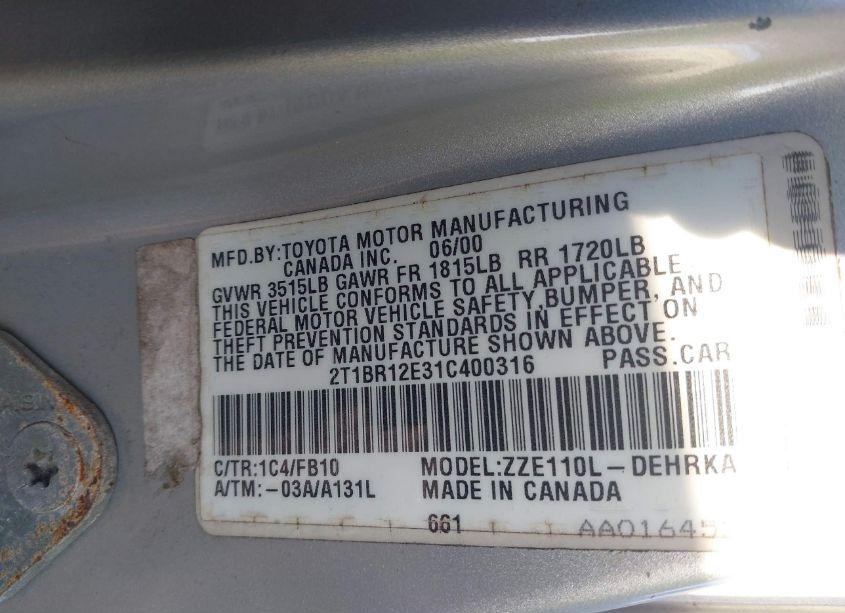 MFD.BY:TOYOTA MOTOR MANUFACTURING
CANADA INC. 06/00
GVWR 3515LB GAWR FR 1815LB RR 1720LB
THIS VEHICLE CONFORMS TO ALL APPLICABLE
FEDERAL MOTOR VEHICLE SAFETY,BUMPER, AND
THEFT PREVENTION STANDARDS IN EFFECT ON
THE DATE OF MANUFACTURE SHOWN ABOVE.
2T1BR12E31C400316 PASS.CAR
C/TR:1C4/FB10 MODEL:ZZE110L-DEHRKA
A/TM:-03A/A131L MADE IN CANADA
661